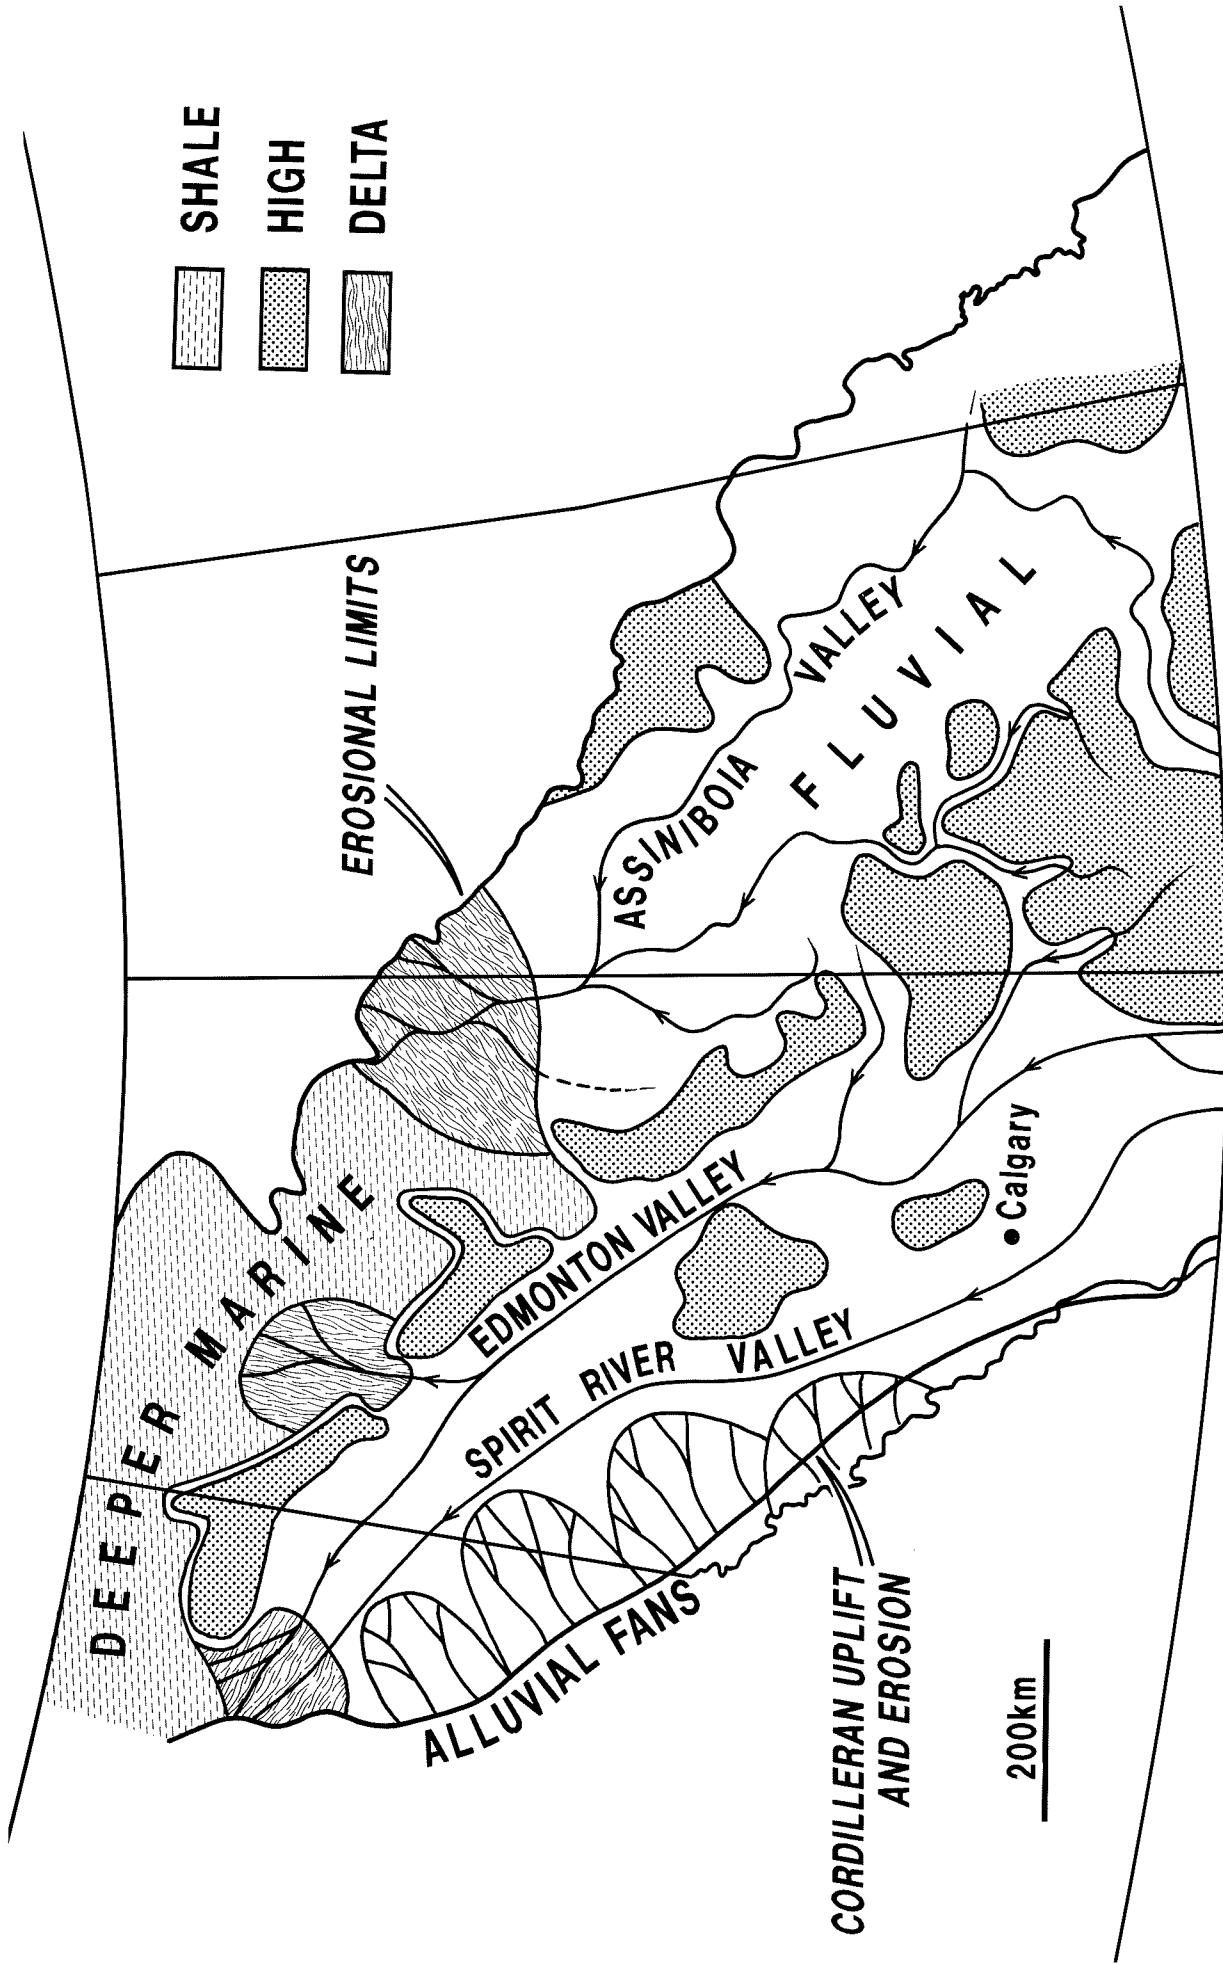 SHALE
HIGH
DELTA
EROSIONAL LIMITS
DEEPER MARINE
ASSINIBOIA VALLEY
FLUVIAL
EDMONTON VALLEY
SPIRIT RIVER VALLEY
Calgary
ALLUVIAL FANS
CORDILLERAN UPLIFT
AND EROSION
200km